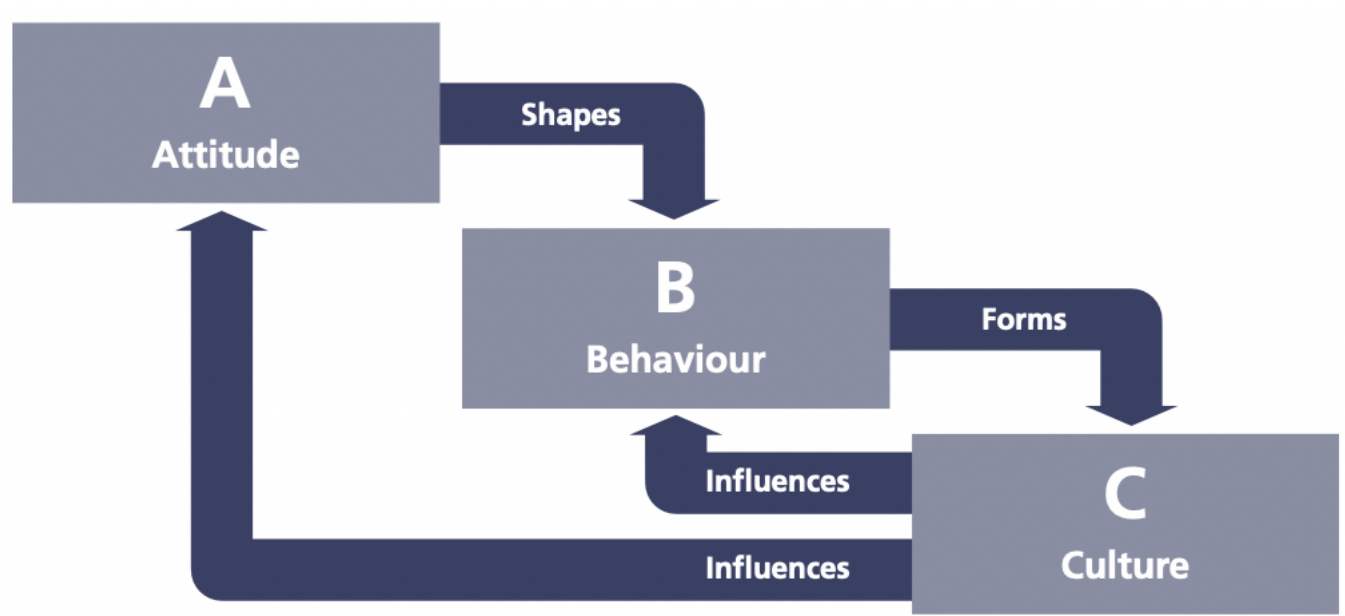 A
Attitude
Shapes
B
Behaviour
Forms
Influences
C
Culture
Influences